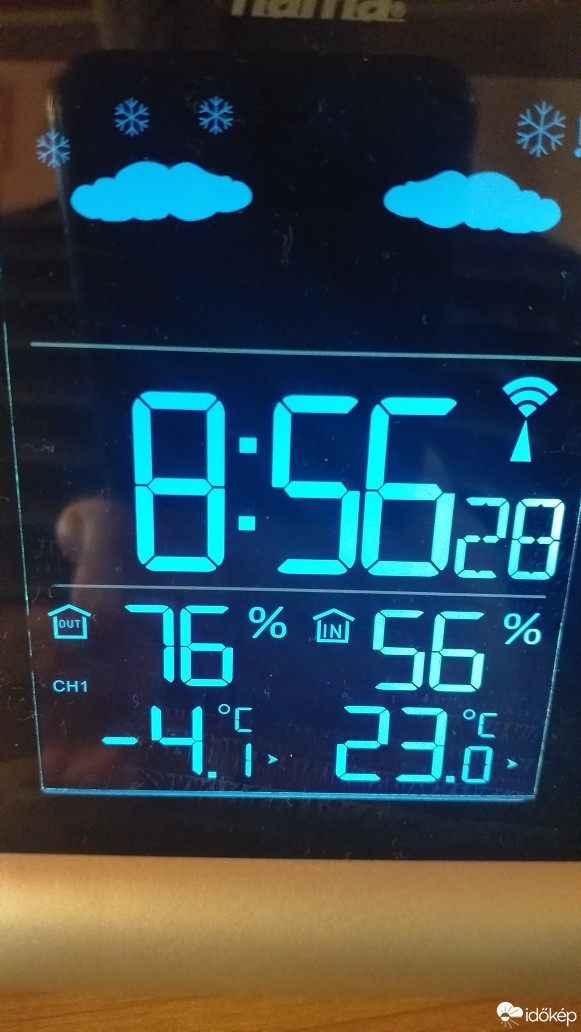 hama®
8:56 28
OUT 76 % IN 56 %
CH1
-4.1 °C 23.0 °C
időkép